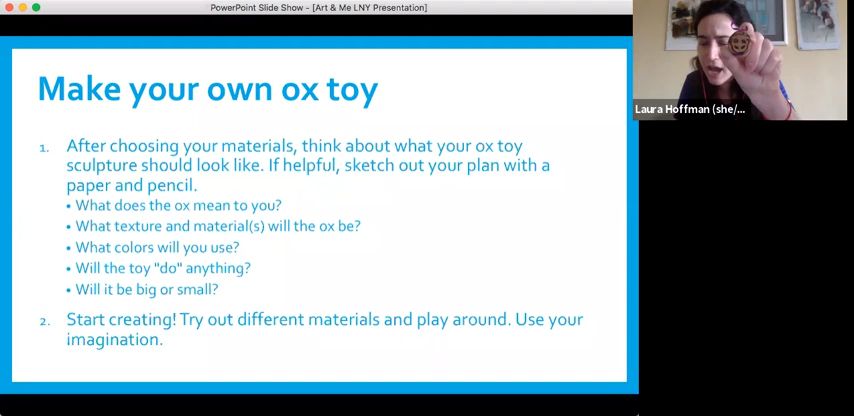 PowerPoint Slide Show - [Art & Me LNY Presentation]
Make your own ox toy
1. After choosing your materials, think about what your ox toy
sculpture should look like. If helpful, sketch out your plan with a
paper and pencil.
• What does the ox mean to you?
• What texture and material(s) will the ox be?
• What colors will you use?
• Will the toy "do" anything?
• Will it be big or small?
2. Start creating! Try out different materials and play around. Use your
imagination.
Laura Hoffman (she/...